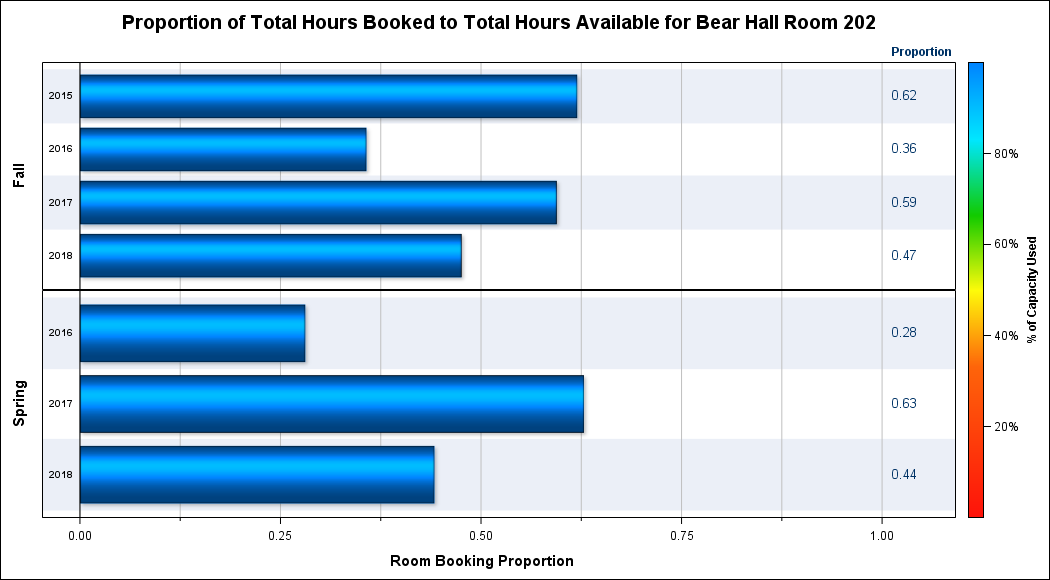 Proportion of Total Hours Booked to Total Hours Available for Bear Hall Room 202
Proportion
Fall
2015 0.62
2016 0.36
2017 0.59
2018 0.47
Spring
2016 0.28
2017 0.63
2018 0.44
0.00 0.25 0.50 0.75 1.00
Room Booking Proportion
80%
60%
40%
20%
% of Capacity Used